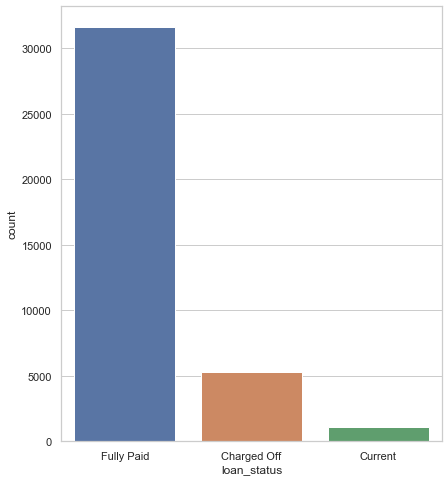 30000
25000
20000
15000
10000
5000
0
count
Fully Paid
Charged Off
Current
loan_status